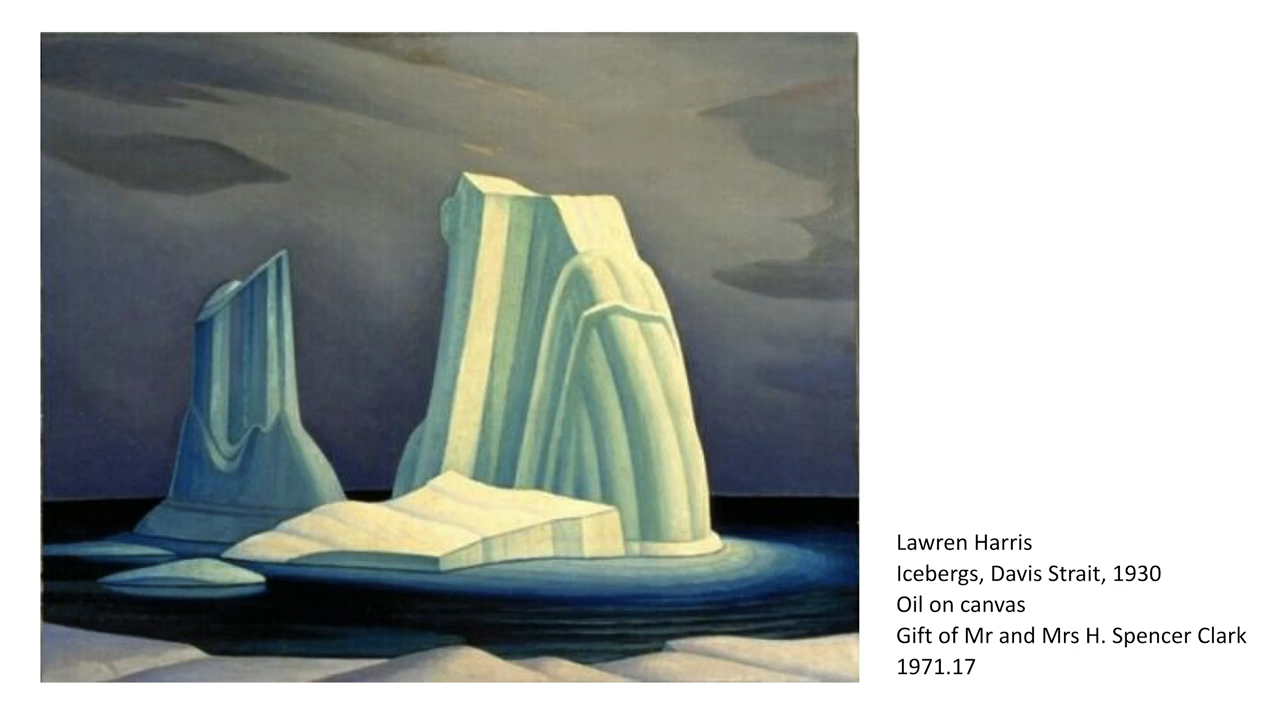 Lawren Harris
Icebergs, Davis Strait, 1930
Oil on canvas
Gift of Mr and Mrs H. Spencer Clark
1971.17